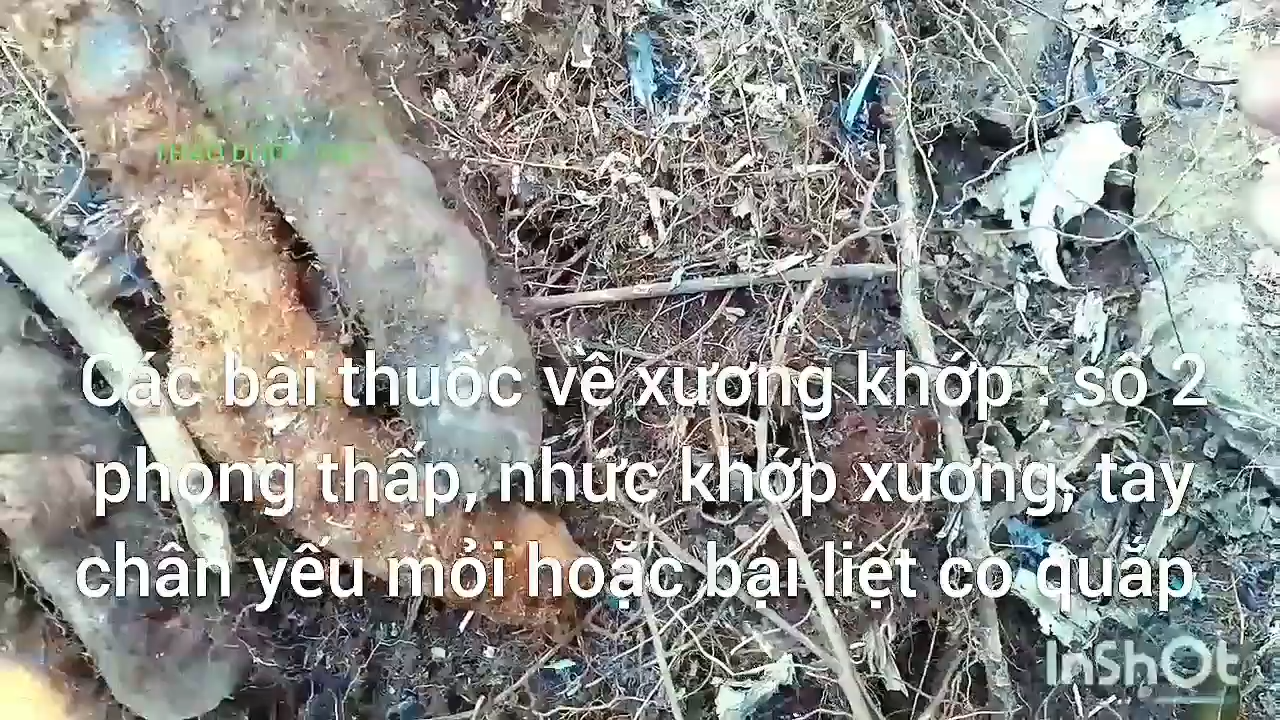 Các bài thuốc về xương khớp : số 2
phong thấp, nhức khớp xương, tay
chân yếu mỏi hoặc bại liệt co quắp
InShOt